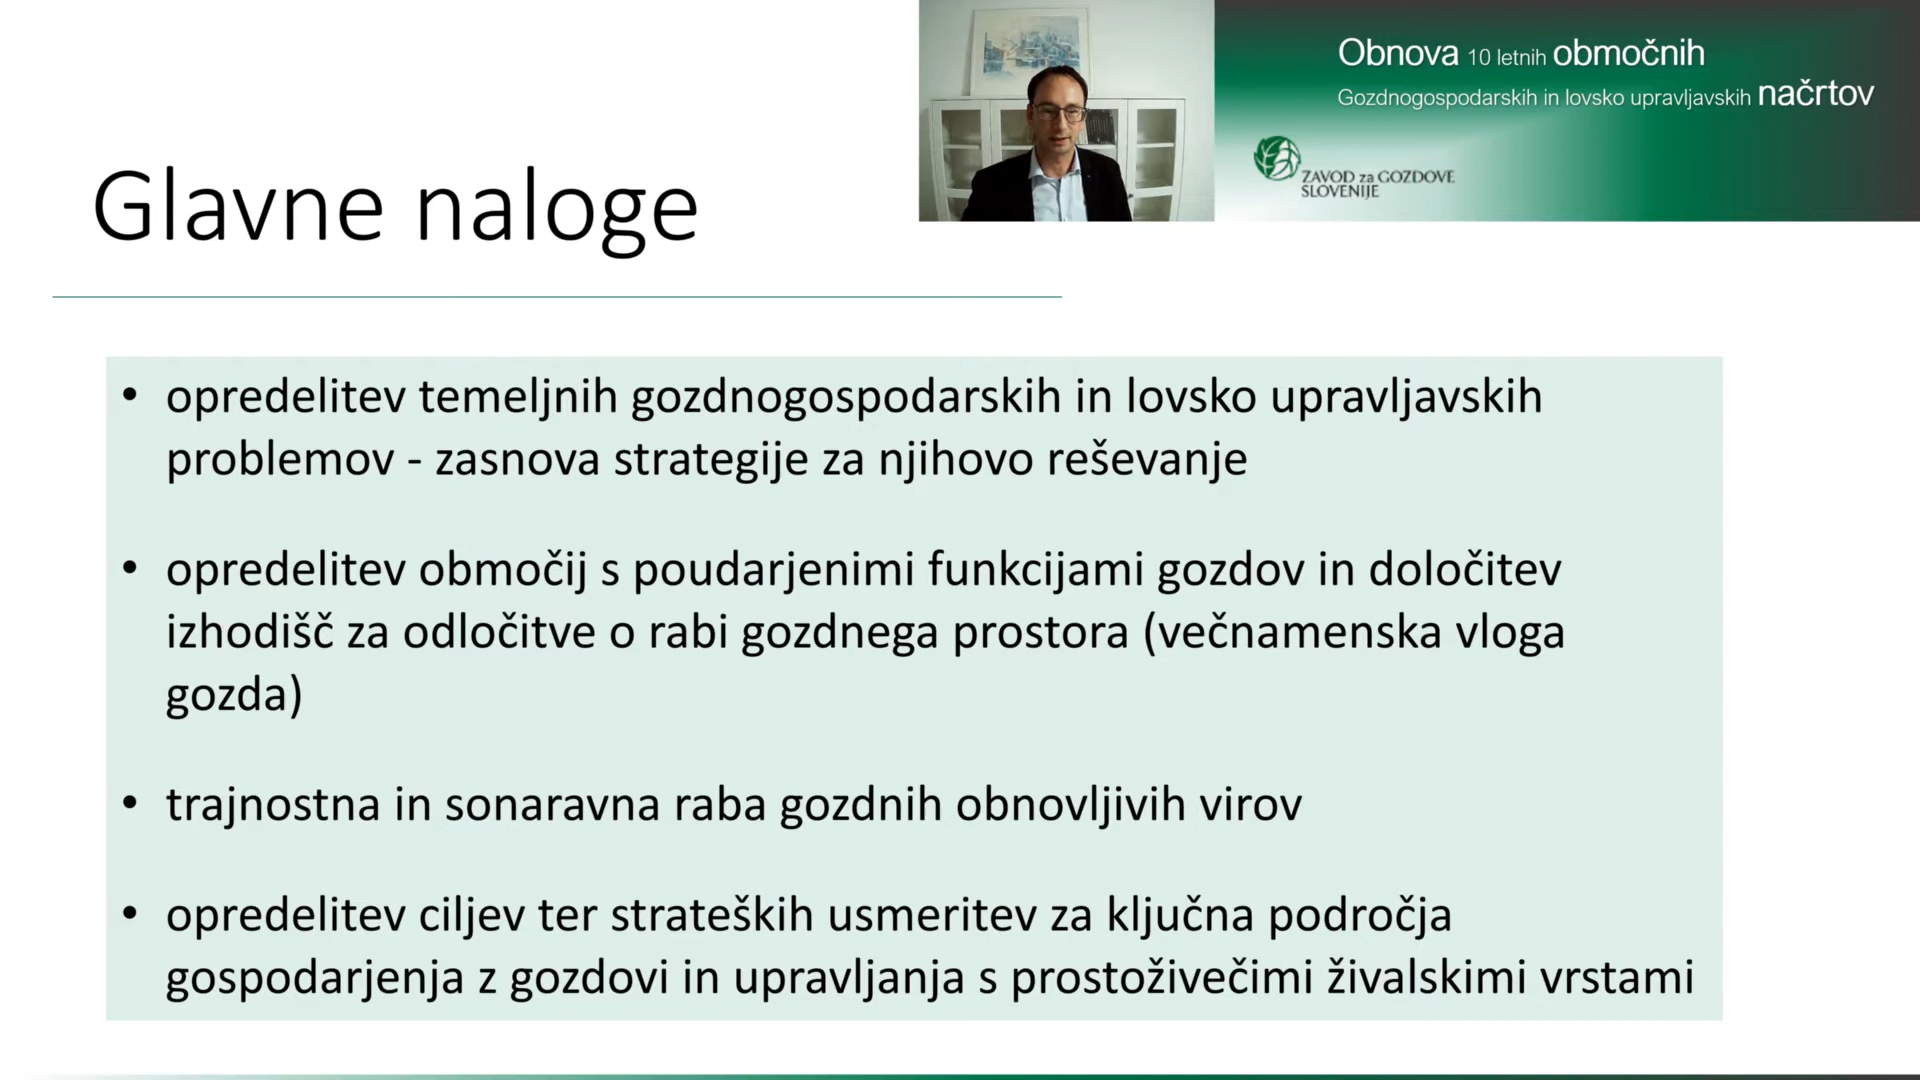 Obnova 10 letnih območnih
Gozdnogospodarskih in lovsko upravljavskih načrtov
ZAVOD za GOZDOVE
SLOVENIJE
Glavne naloge
• opredelitev temeljnih gozdnogospodarskih in lovsko upravljavskih
problemov - zasnova strategije za njihovo reševanje
• opredelitev območij s poudarjenimi funkcijami gozdov in določitev
izhodišč za odločitve o rabi gozdnega prostora (večnamenska vloga
gozda)
• trajnostna in sonaravna raba gozdnih obnovljivih virov
• opredelitev ciljev ter strateških usmeritev za ključna področja
gospodarjenja z gozdovi in upravljanja s prostoživečimi živalskimi vrstami